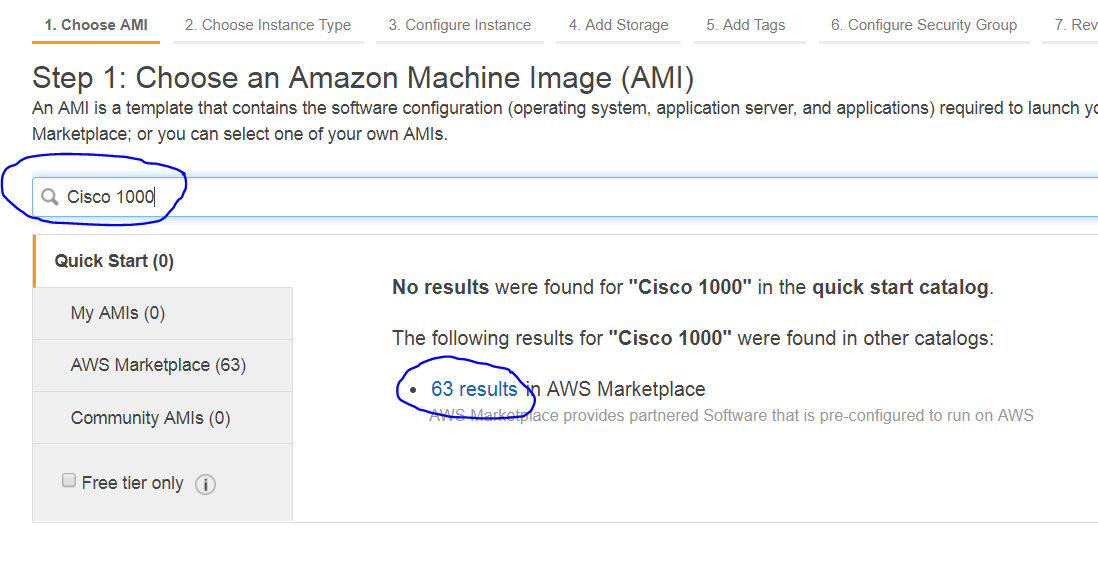 1. Choose AMI 2. Choose Instance Type 3. Configure Instance 4. Add Storage 5. Add Tags 6. Configure Security Group 7. Rev
Step 1: Choose an Amazon Machine Image (AMI)
An AMI is a template that contains the software configuration (operating system, application server, and applications) required to launch yo
Marketplace; or you can select one of your own AMIs.
Cisco 1000
Quick Start (0)
My AMIs (0)
AWS Marketplace (63)
Community AMIs (0)
Free tier only
No results were found for "Cisco 1000" in the quick start catalog.
The following results for "Cisco 1000" were found in other catalogs:
• 63 results in AWS Marketplace
AWS Marketplace provides partnered Software that is pre-configured to run on AWS